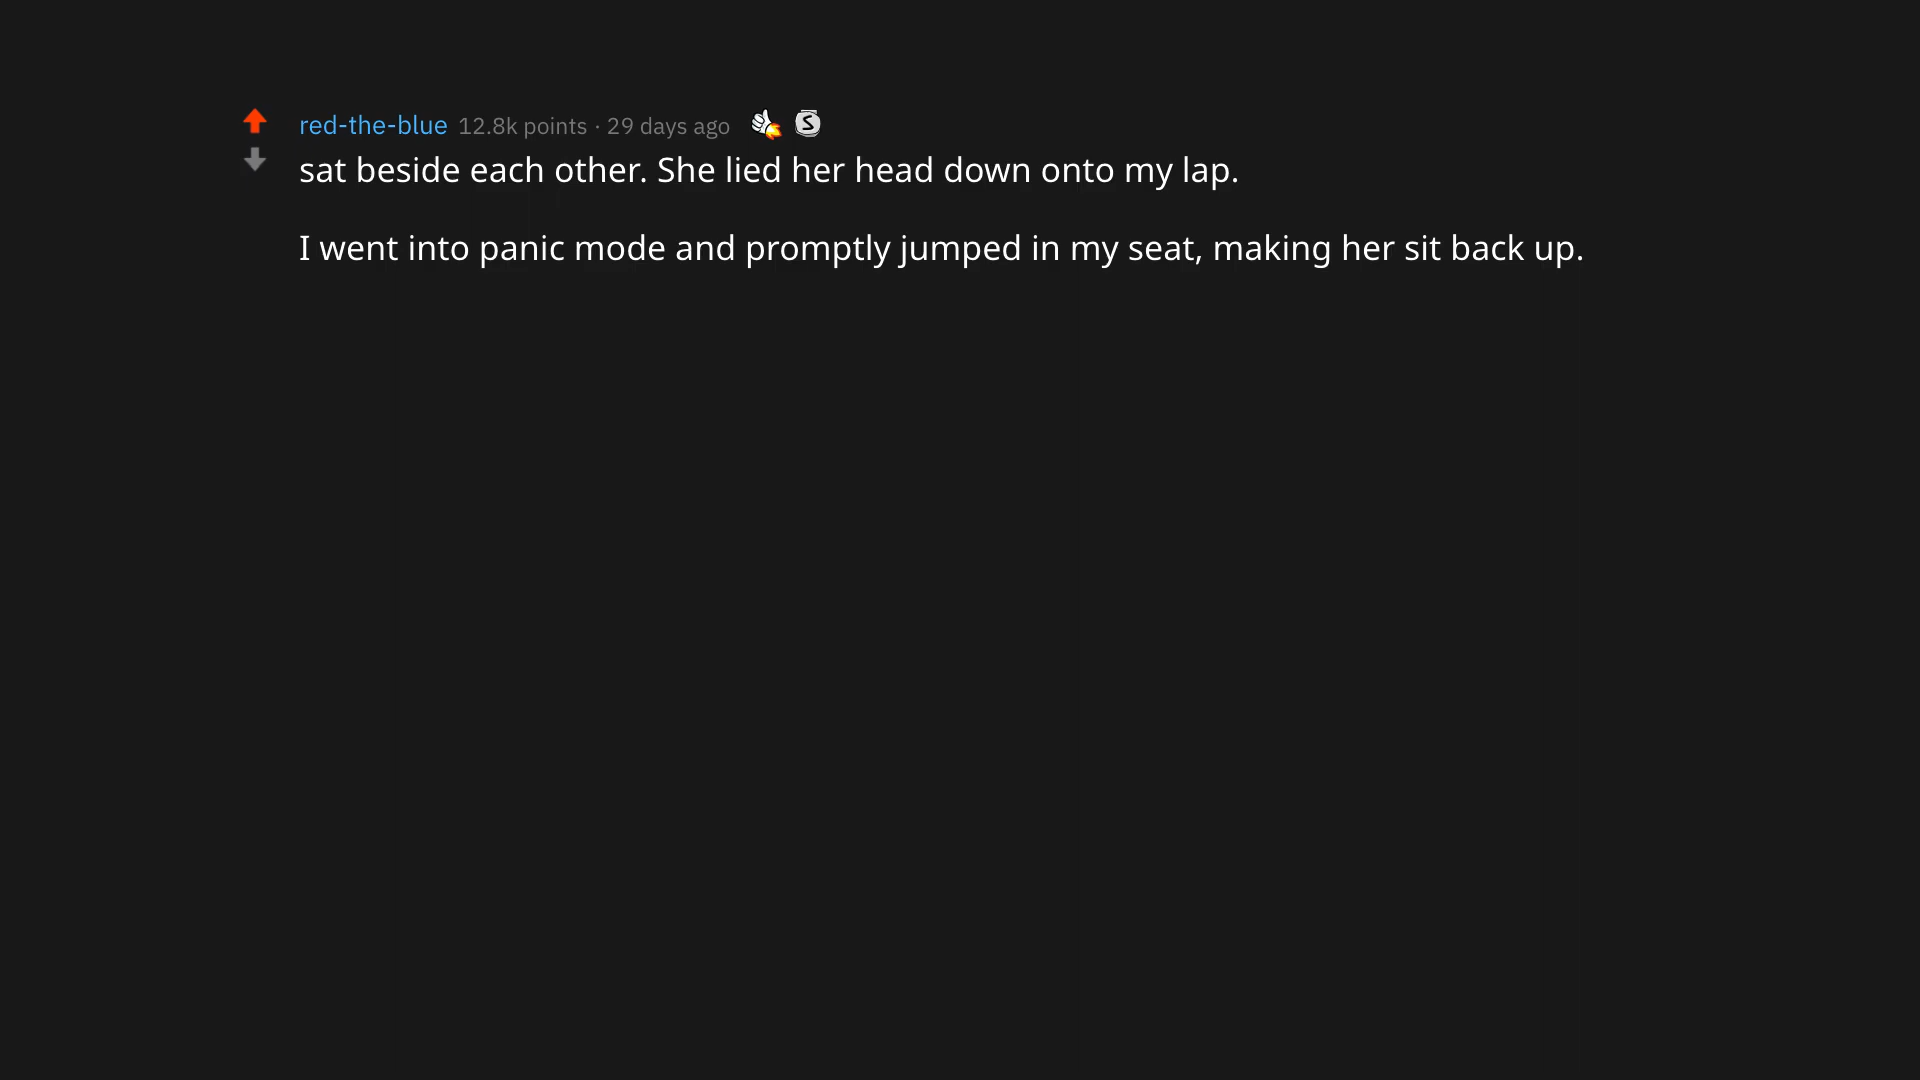 red-the-blue 12.8k points · 29 days ago
sat beside each other. She lied her head down onto my lap.
I went into panic mode and promptly jumped in my seat, making her sit back up.